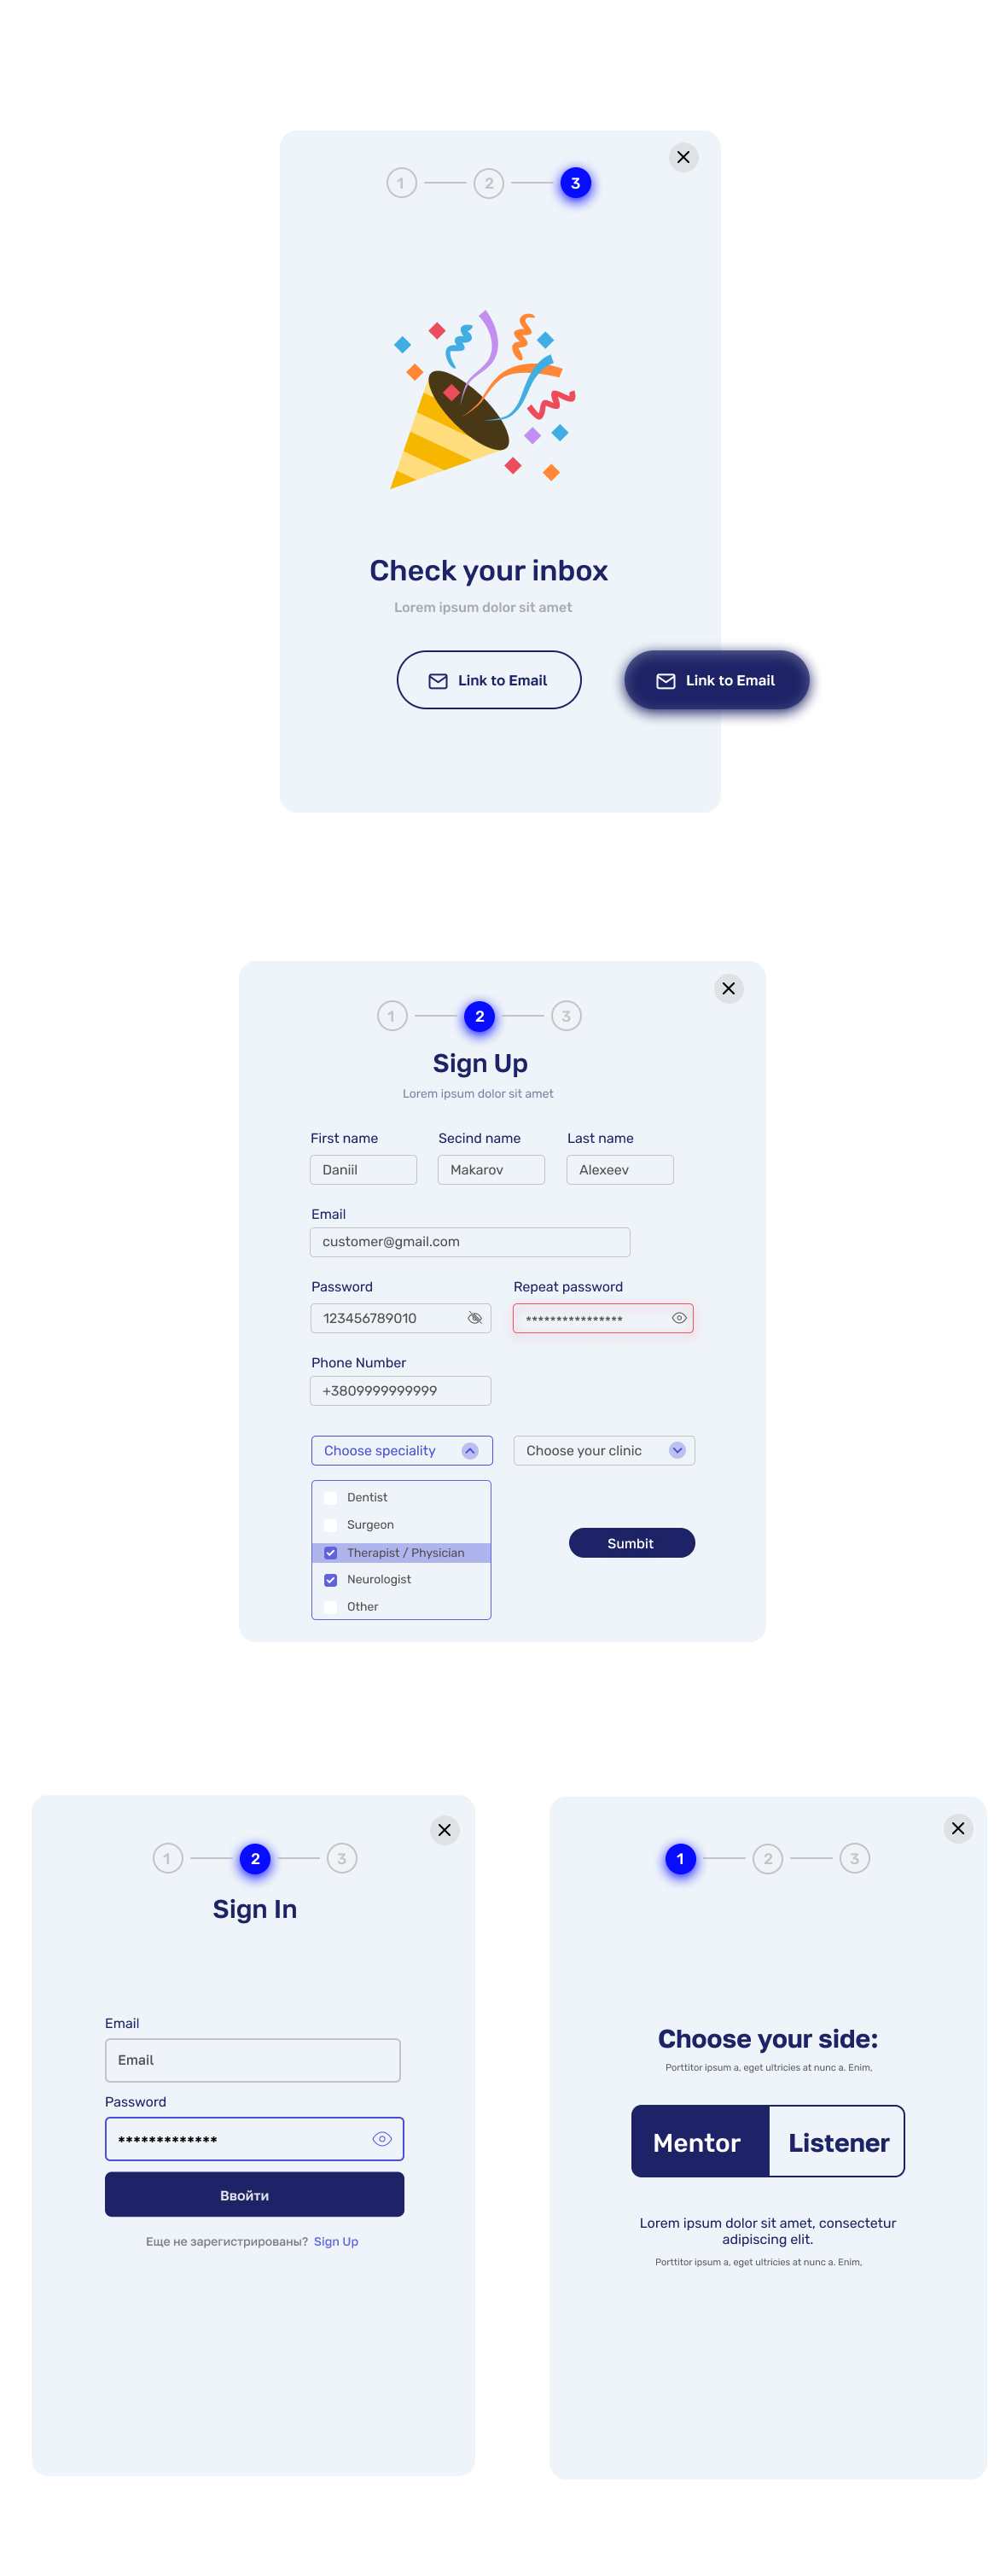 1 2 3
Check your inbox
Lorem ipsum dolor sit amet
Link to Email
Link to Email
1 2 3
Sign Up
Lorem ipsum dolor sit amet
First name Secind name Last name
Daniil Makarov Alexeev
Email
customer@gmail.com
Password Repeat password
123456789010 ****************
Phone Number
+3809999999999
Choose speciality Choose your clinic
Dentist
Surgeon
Therapist / Physician
Neurologist
Other
Sumbit
1 2 3
Sign In
Email
Email
Password
*************
Ввойти
Еще не зарегистрированы? Sign Up
1 2 3
Choose your side:
Porttitor ipsum a, eget ultricies at nunc a. Enim,
Mentor Listener
Lorem ipsum dolor sit amet, consectetur
adipiscing elit.
Porttitor ipsum a, eget ultricies at nunc a. Enim,